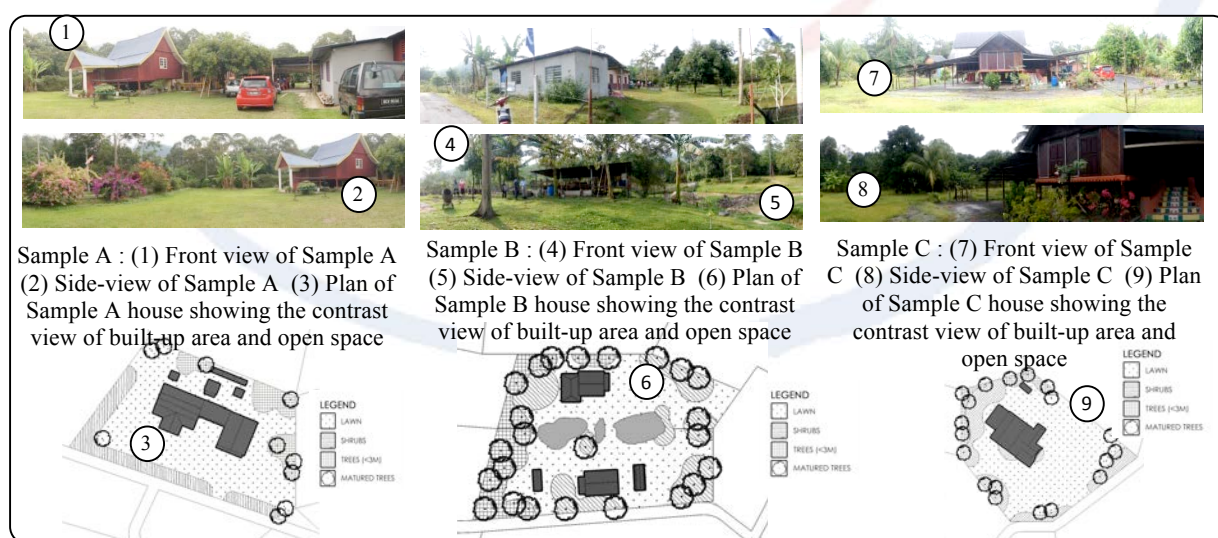 1
2
Sample A : (1) Front view of Sample A
(2) Side-view of Sample A (3) Plan of
Sample A house showing the contrast
view of built-up area and open space
3
LEGEND
LAWN
SHRUBS
TREES (<3M)
MATURED TREES
4
5
Sample B : (4) Front view of Sample B
(5) Side-view of Sample B (6) Plan of
Sample B house showing the contrast
view of built-up area and open space
6
LEGEND
LAWN
SHRUBS
TREES (<3M)
MATURED TREES
7
8
Sample C : (7) Front view of Sample
C (8) Side-view of Sample C (9) Plan
of Sample C house showing the
contrast view of built-up area and
open space
9
LEGEND
LAWN
SHRUBS
TREES (<3M)
MATURED TREES